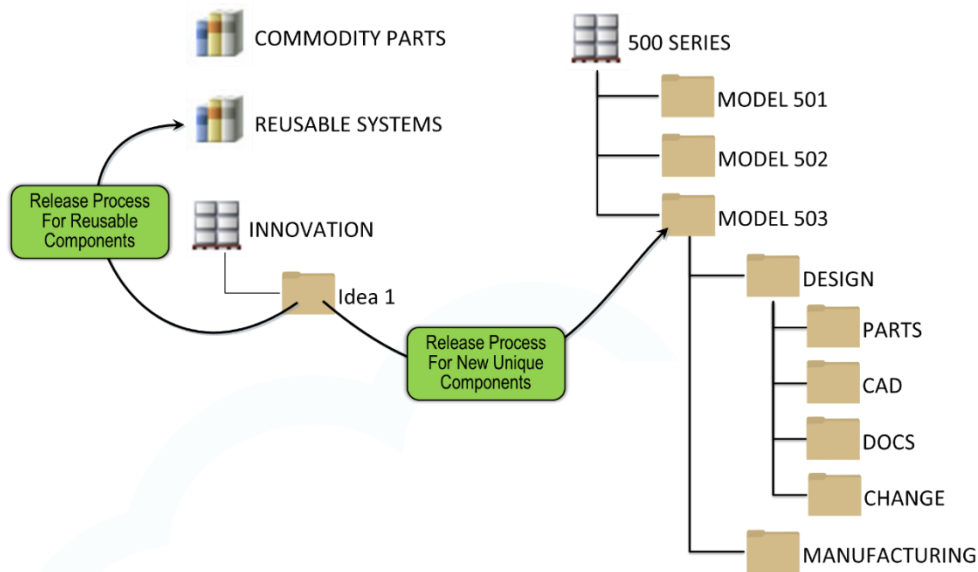 COMMODITY PARTS
REUSABLE SYSTEMS
Release Process
For Reusable
Components
INNOVATION
Idea 1
Release Process
For New Unique
Components
500 SERIES
MODEL 501
MODEL 502
MODEL 503
DESIGN
PARTS
CAD
DOCS
CHANGE
MANUFACTURING